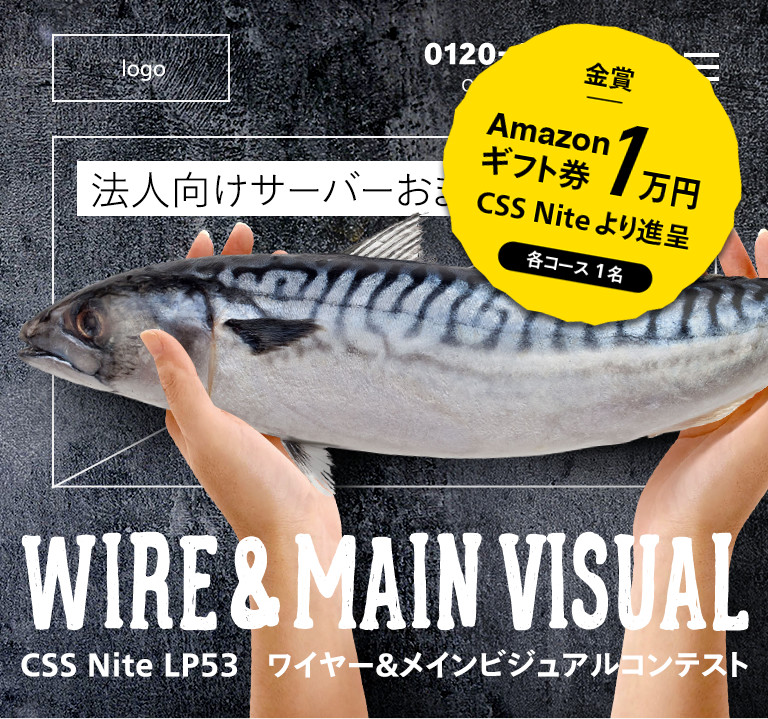 logo
0120-
金賞
Amazon
ギフト券 1万円
CSS Nite より進呈
各コース 1 名
法人向けサーバーお
WIRE & MAIN VISUAL
CSS Nite LP53 ワイヤー&メインビジュアルコンテスト